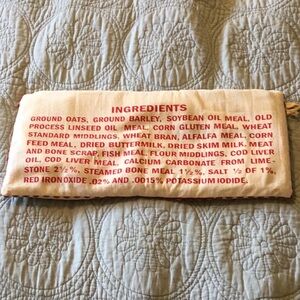 INGREDIENTS
GROUND OATS, GROUND BARLEY, SOYBEAN OIL MEAL, OLD
PROCESS LINSEED OIL MEAL, CORN GLUTEN MEAL, WHEAT
STANDARD MIDDLINGS, WHEAT BRAN, ALFALFA MEAL, CORN
FEED MEAL, DRIED BUTTERMILK, DRIED SKIM MILK. MEAT
AND BONE SCRAP, FISH MEAL, FLOUR MIDDLINGS, COD LIVER
OIL, COD LIVER MEAL, CALCIUM CARBONATE FROM LIME-
STONE 2½%, STEAMED BONE MEAL 1½%, SALT ½ OF 1%,
RED IRONOXIDE .02% AND .0015% POTASSIUM IODIDE.